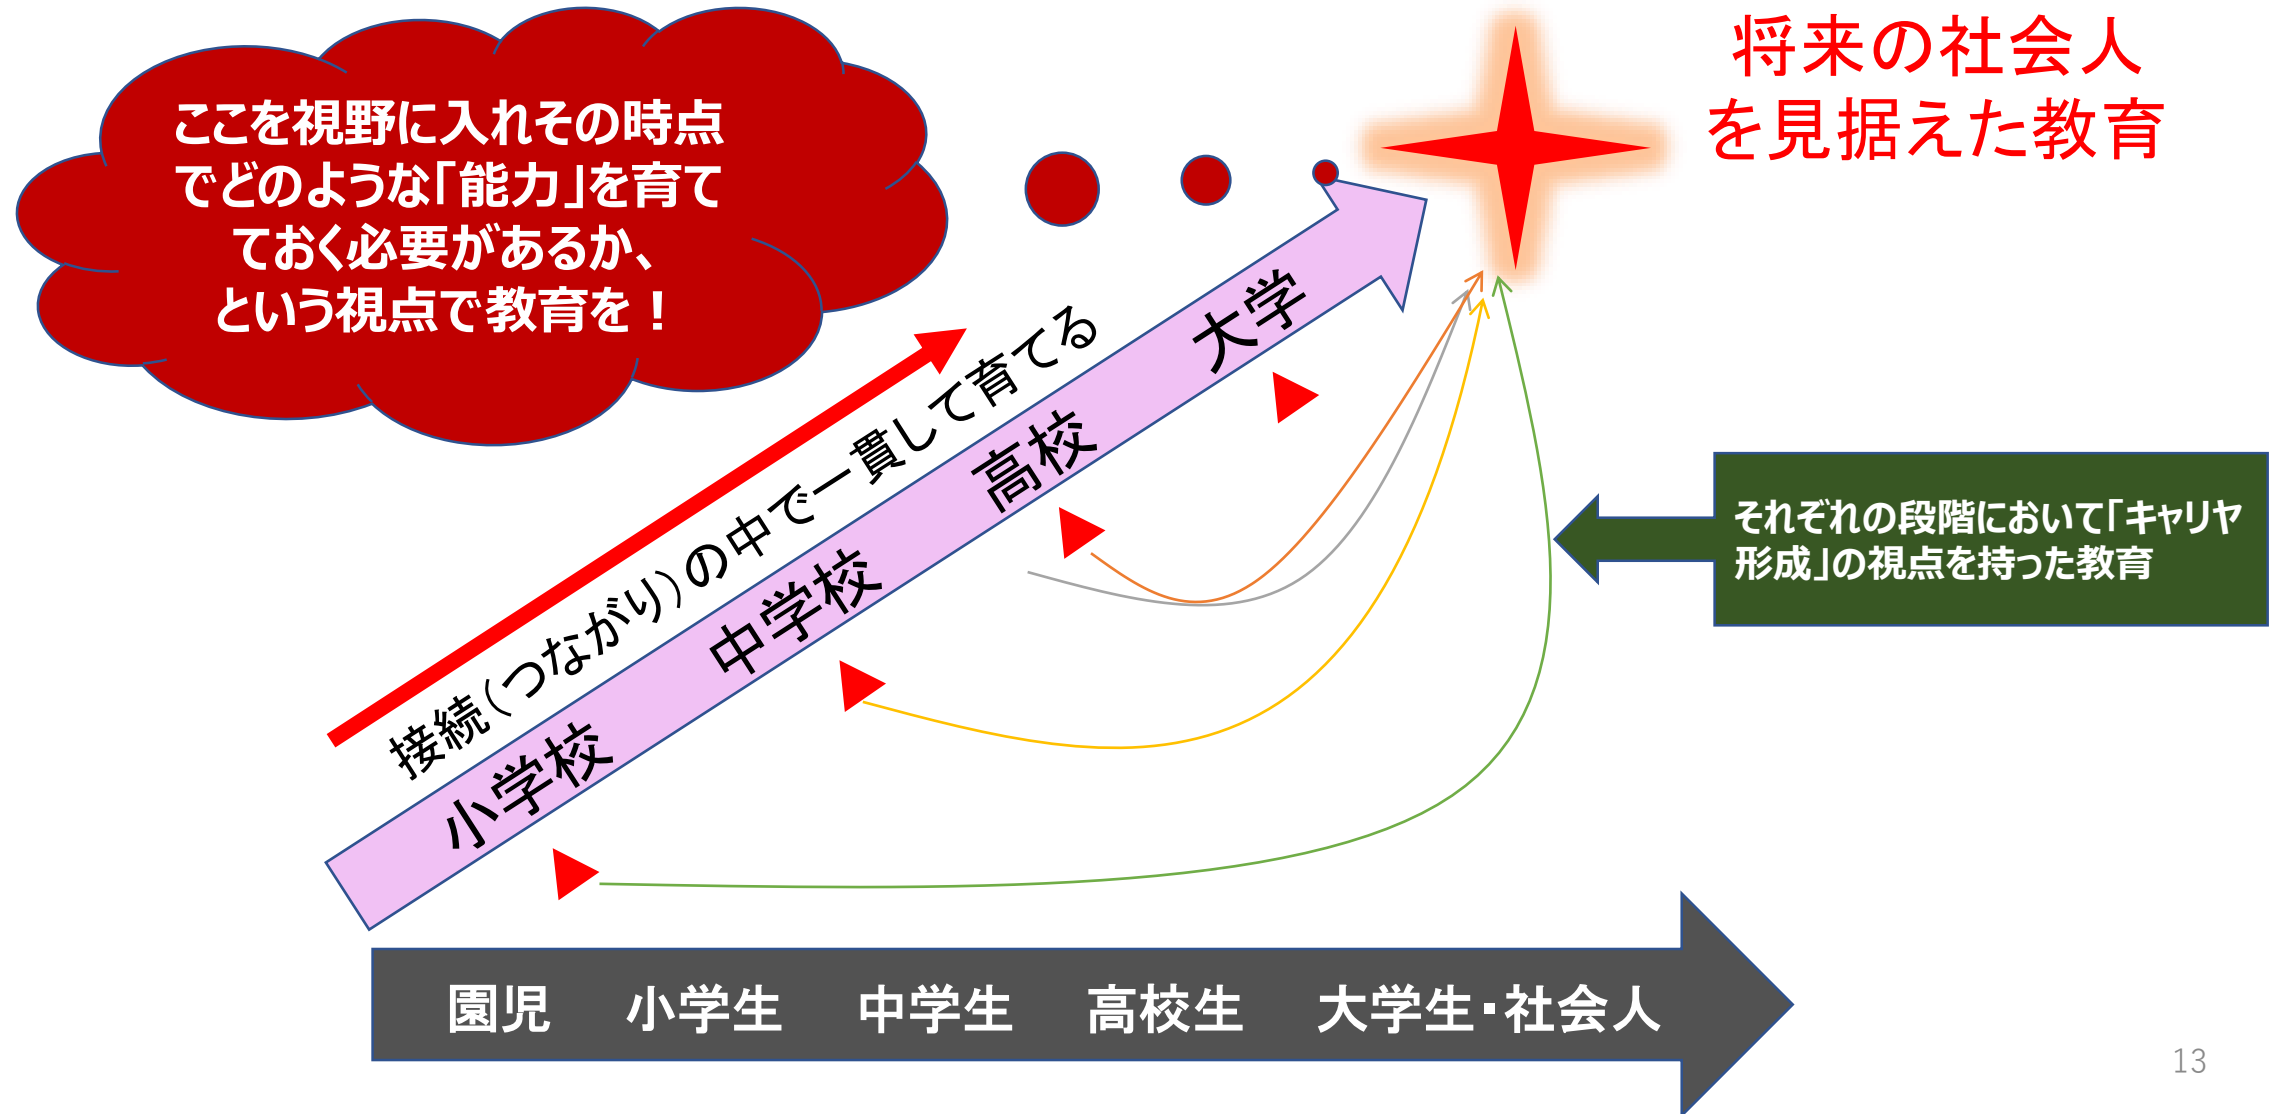 将来の社会人
を見据えた教育
ここを視野に入れその時点
でどのような「能力」を育て
ておく必要があるか、
という視点で教育を！
接続（つながり）の中で一貫して育てる
小学校 中学校 高校 大学
それぞれの段階において「キャリヤ
形成」の視点を持った教育
園児 小学生 中学生 高校生 大学生・社会人
13